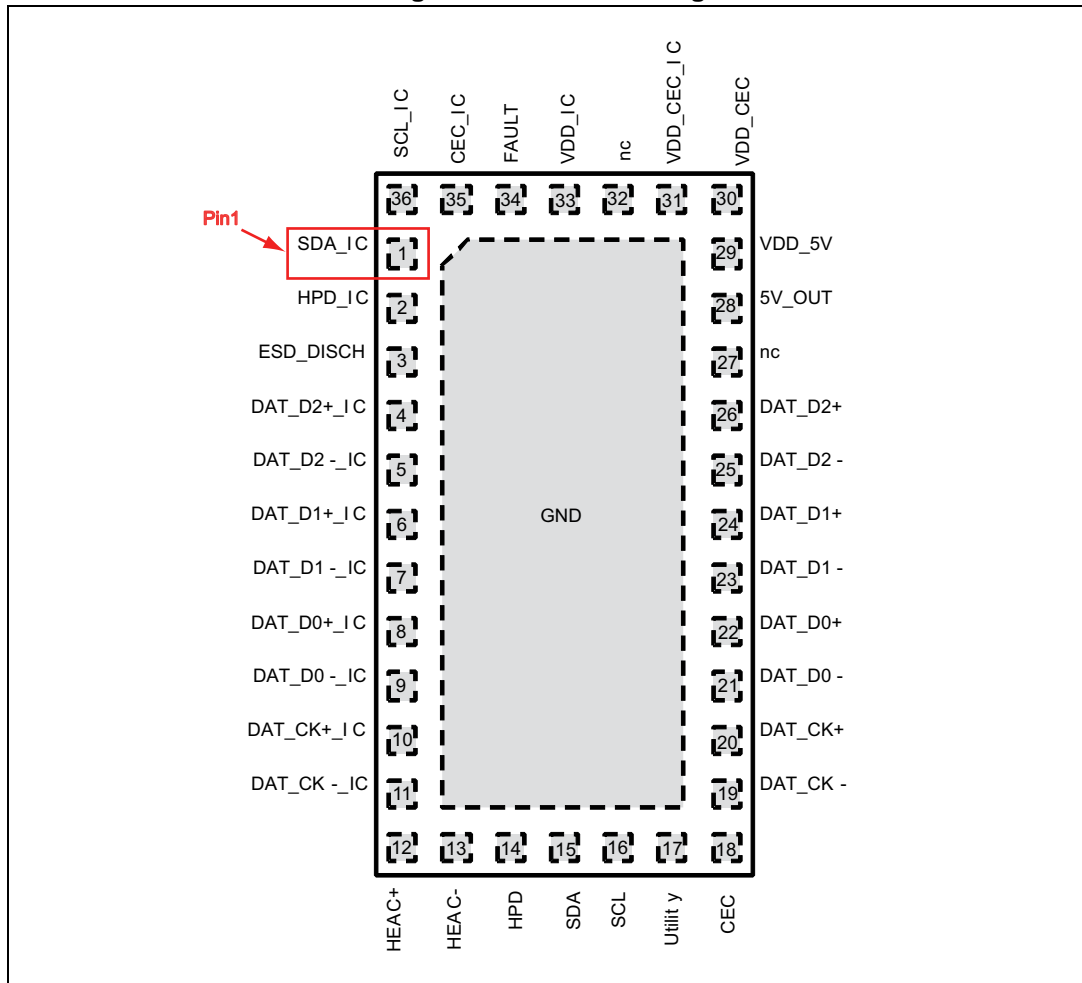 SCL_IC
CEC_IC
FAULT
VDD_IC
nc
VDD_CEC_IC
VDD_CEC
36 35 34 33 32 31 30
Pin1
SDA_IC 1 29 VDD_5V
HPD_IC 2 28 5V_OUT
ESD_DISCH 3 27 nc
DAT_D2+_IC 4 26 DAT_D2+
DAT_D2 -_IC 5 25 DAT_D2 -
DAT_D1+_IC 6 GND 24 DAT_D1+
DAT_D1 -_IC 7 23 DAT_D1 -
DAT_D0+_IC 8 22 DAT_D0+
DAT_D0 -_IC 9 21 DAT_D0 -
DAT_CK+_IC 10 20 DAT_CK+
DAT_CK -_IC 11 19 DAT_CK -
12 13 14 15 16 17 18
HEAC+
HEAC-
HPD
SDA
SCL
Utility
CEC